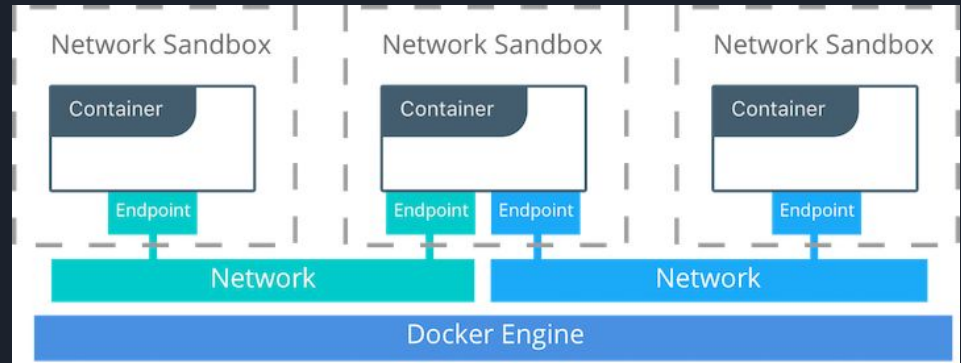 Network Sandbox
Network Sandbox
Network Sandbox
Container
Container
Container
Endpoint
Endpoint
Endpoint
Endpoint
Network
Network
Docker Engine